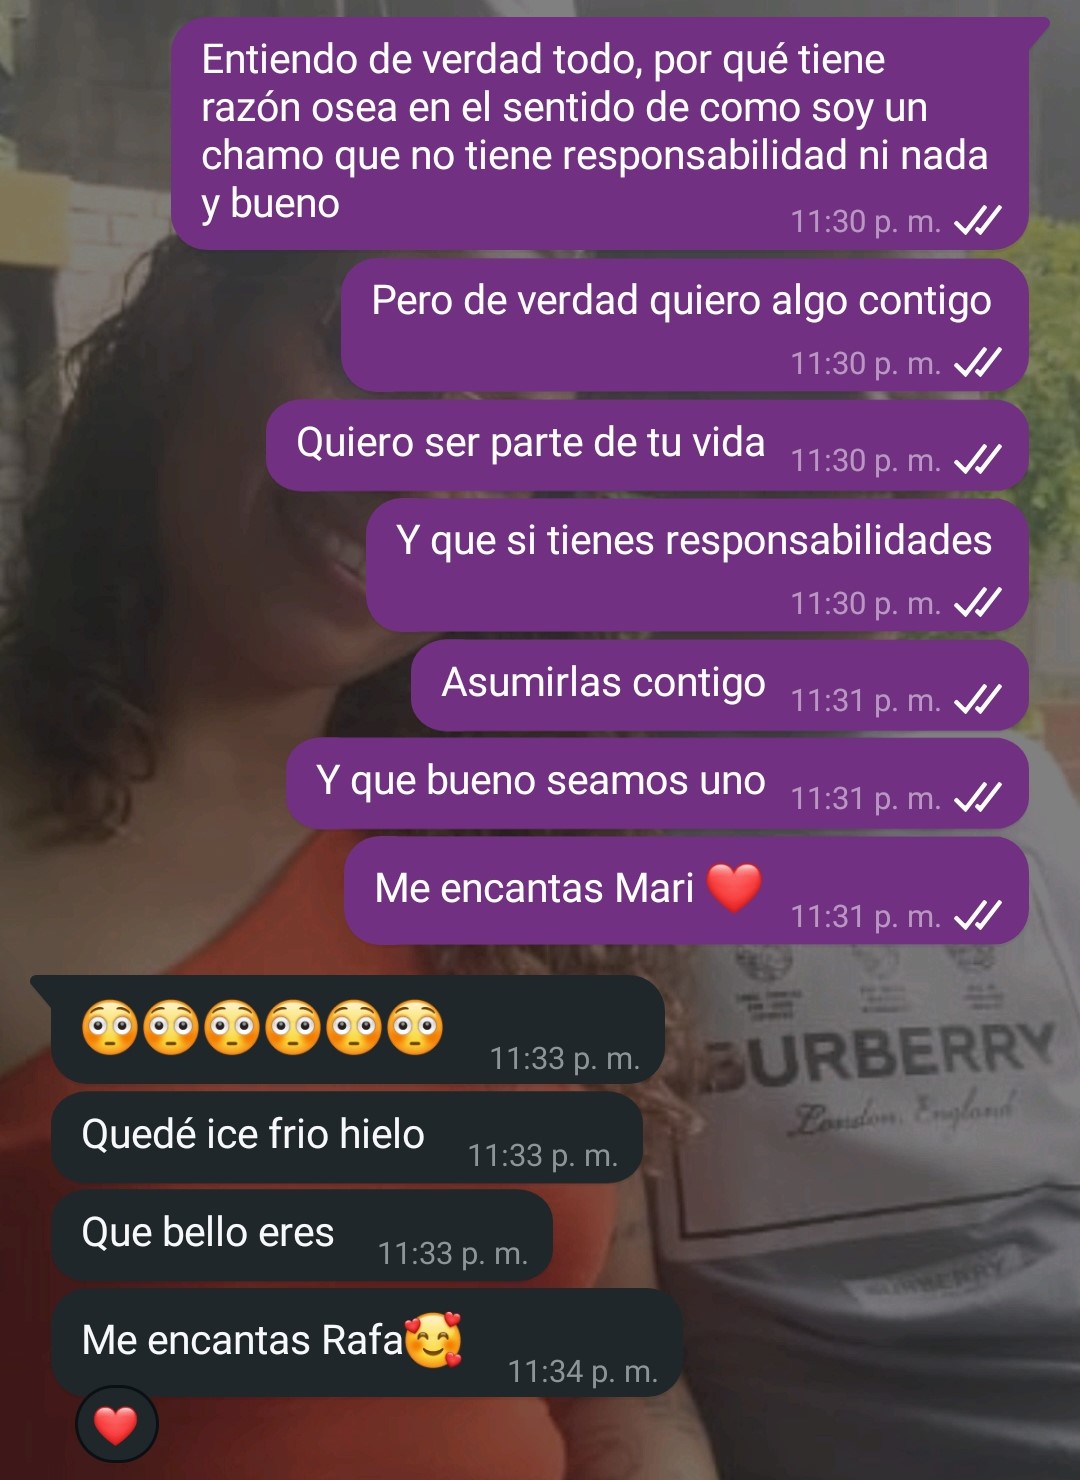 Entiendo de verdad todo, por qué tiene
razón osea en el sentido de como soy un
chamo que no tiene responsabilidad ni nada
y bueno
11:30 p. m.
Pero de verdad quiero algo contigo
11:30 p. m.
Quiero ser parte de tu vida 11:30 p. m.
Y que si tienes responsabilidades
11:30 p. m.
Asumirlas contigo 11:31 p. m.
Y que bueno seamos uno 11:31 p. m.
Me encantas Mari ❤️ 11:31 p. m.
😳😳😳😳😳😳 11:33 p. m.
Quedé ice frio hielo 11:33 p. m.
Que bello eres 11:33 p. m.
Me encantas Rafa🥰 11:34 p. m.
❤️
BURBERRY
London, England
BURBERRY